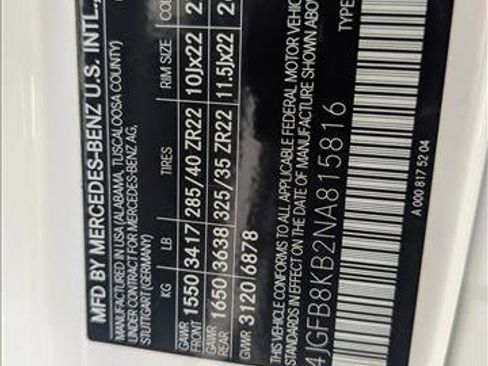 MFD BY MERCEDES-BENZ U.S. INTL.,
MANUFACTURED IN USA (ALABAMA, TUSCALOOSA COUNTY)
UNDER CONTRACT FOR MERCEDES-BENZ AG,
STUTTGART (GERMANY)
KG LB TIRES RIM SIZE
GAWR FRONT 1550 3417 285/40 ZR22 10Jx22
GAWR REAR 1650 3638 325/35 ZR22 11.5Jx22
GVWR 3120 6878
THIS VEHICLE CONFORMS TO ALL APPLICABLE FEDERAL MOTOR
STANDARDS IN EFFECT ON THE DATE OF MANUFACTURE SHOWN
4JGFB8KB2NA815816 TYPE
A 000 817 52 04